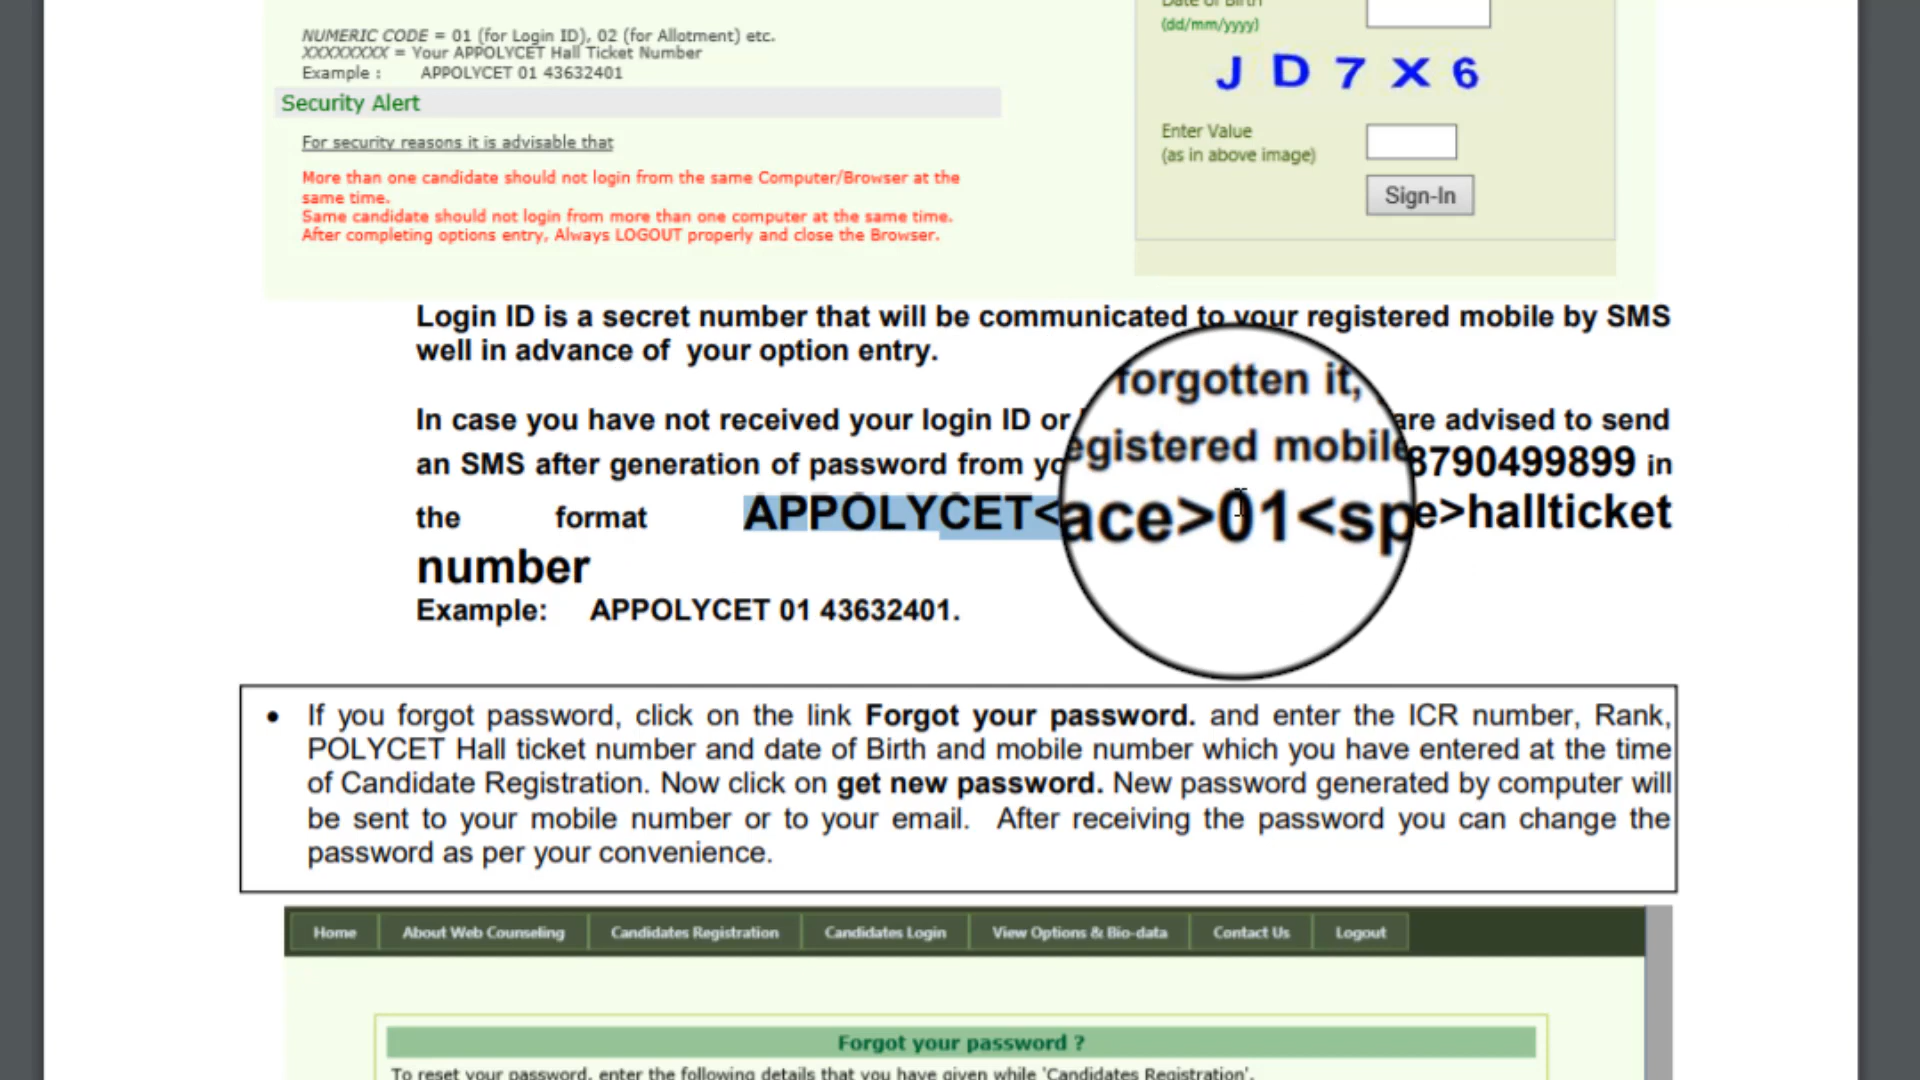 Date of Birth
(dd/mm/yyyy)
NUMERIC CODE = 01 (for Login ID), 02 (for Allotment) etc.
XXXXXXXX = Your APPOLYCET Hall Ticket Number
Example : APPOLYCET 01 43632401
J D 7 X 6
Security Alert
For security reasons it is advisable that
Enter Value
(as in above image)
More than one candidate should not login from the same Computer/Browser at the
same time.
Same candidate should not login from more than one computer at the same time.
After completing options entry, Always LOGOUT properly and close the Browser.
Sign-In
Login ID is a secret number that will be communicated to your registered mobile by SMS
well in advance of your option entry.
In case you have not received your login ID or forgotten it, are advised to send
an SMS after generation of password from yo egistered mobile 8790499899 in
the format APPOLYCET<ace>01<spe>hallticket
number
Example: APPOLYCET 01 43632401.
• If you forgot password, click on the link Forgot your password. and enter the ICR number, Rank,
POLYCET Hall ticket number and date of Birth and mobile number which you have entered at the time
of Candidate Registration. Now click on get new password. New password generated by computer will
be sent to your mobile number or to your email. After receiving the password you can change the
password as per your convenience.
Home About Web Counseling Candidates Registration Candidates Login View Options & Bio-data Contact Us Logout
Forgot your password ?
To reset your password, enter the following details that you have given while 'Candidates Registration'.